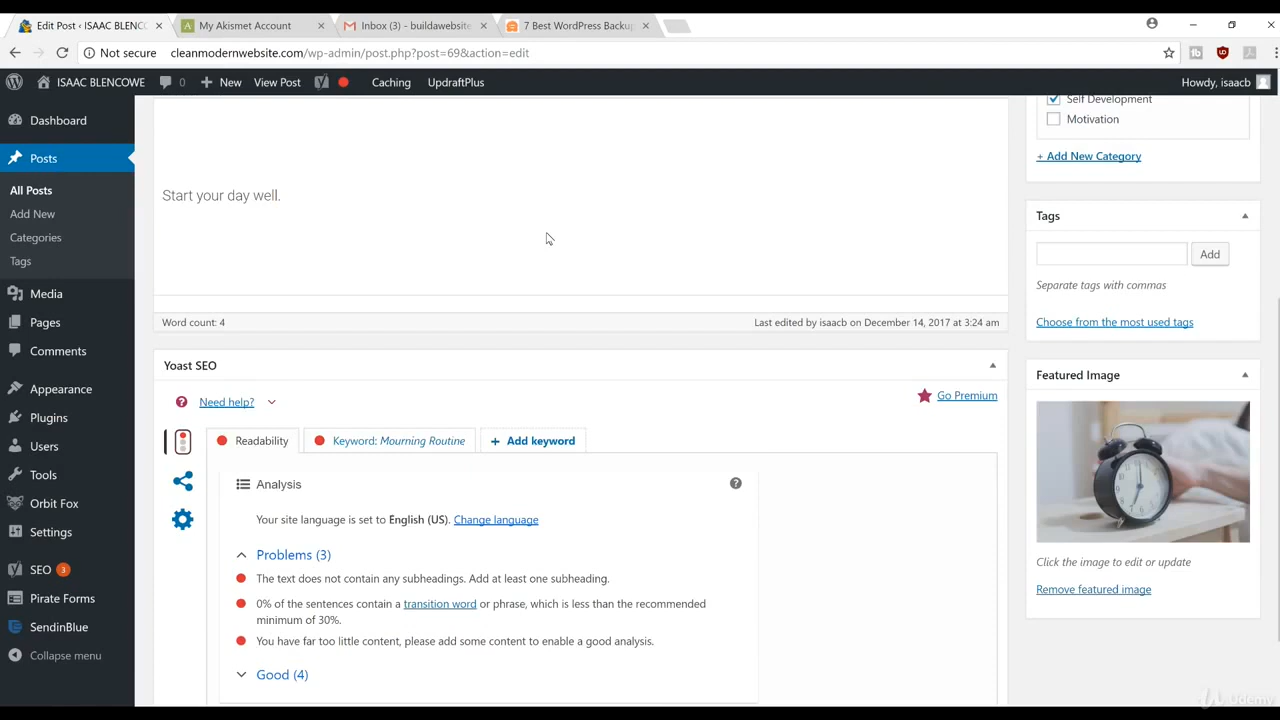 Edit Post ‹ ISAAC BLENCO
My Akismet Account
Inbox (3) - buildawebsite
7 Best WordPress Backup
Not secure
cleanmodernwebsite.com/wp-admin/post.php?post=69&action=edit
ISAAC BLENCOWE
0
New
View Post
Caching
UpdraftPlus
Howdy, isaacb
Dashboard
Posts
All Posts
Add New
Categories
Tags
Media
Pages
Comments
Appearance
Plugins
Users
Tools
Orbit Fox
Settings
SEO 3
Pirate Forms
SendinBlue
Collapse menu
Start your day well.
Word count: 4
Last edited by isaacb on December 14, 2017 at 3:24 am
Yoast SEO
Need help?
Go Premium
Readability
Keyword: Mourning Routine
+ Add keyword
Analysis
Your site language is set to English (US). Change language
Problems (3)
The text does not contain any subheadings. Add at least one subheading.
0% of the sentences contain a transition word or phrase, which is less than the recommended
minimum of 30%.
You have far too little content, please add some content to enable a good analysis.
Good (4)
Self Development
Motivation
+ Add New Category
Tags
Add
Separate tags with commas
Choose from the most used tags
Featured Image
Click the image to edit or update
Remove featured image
Udemy